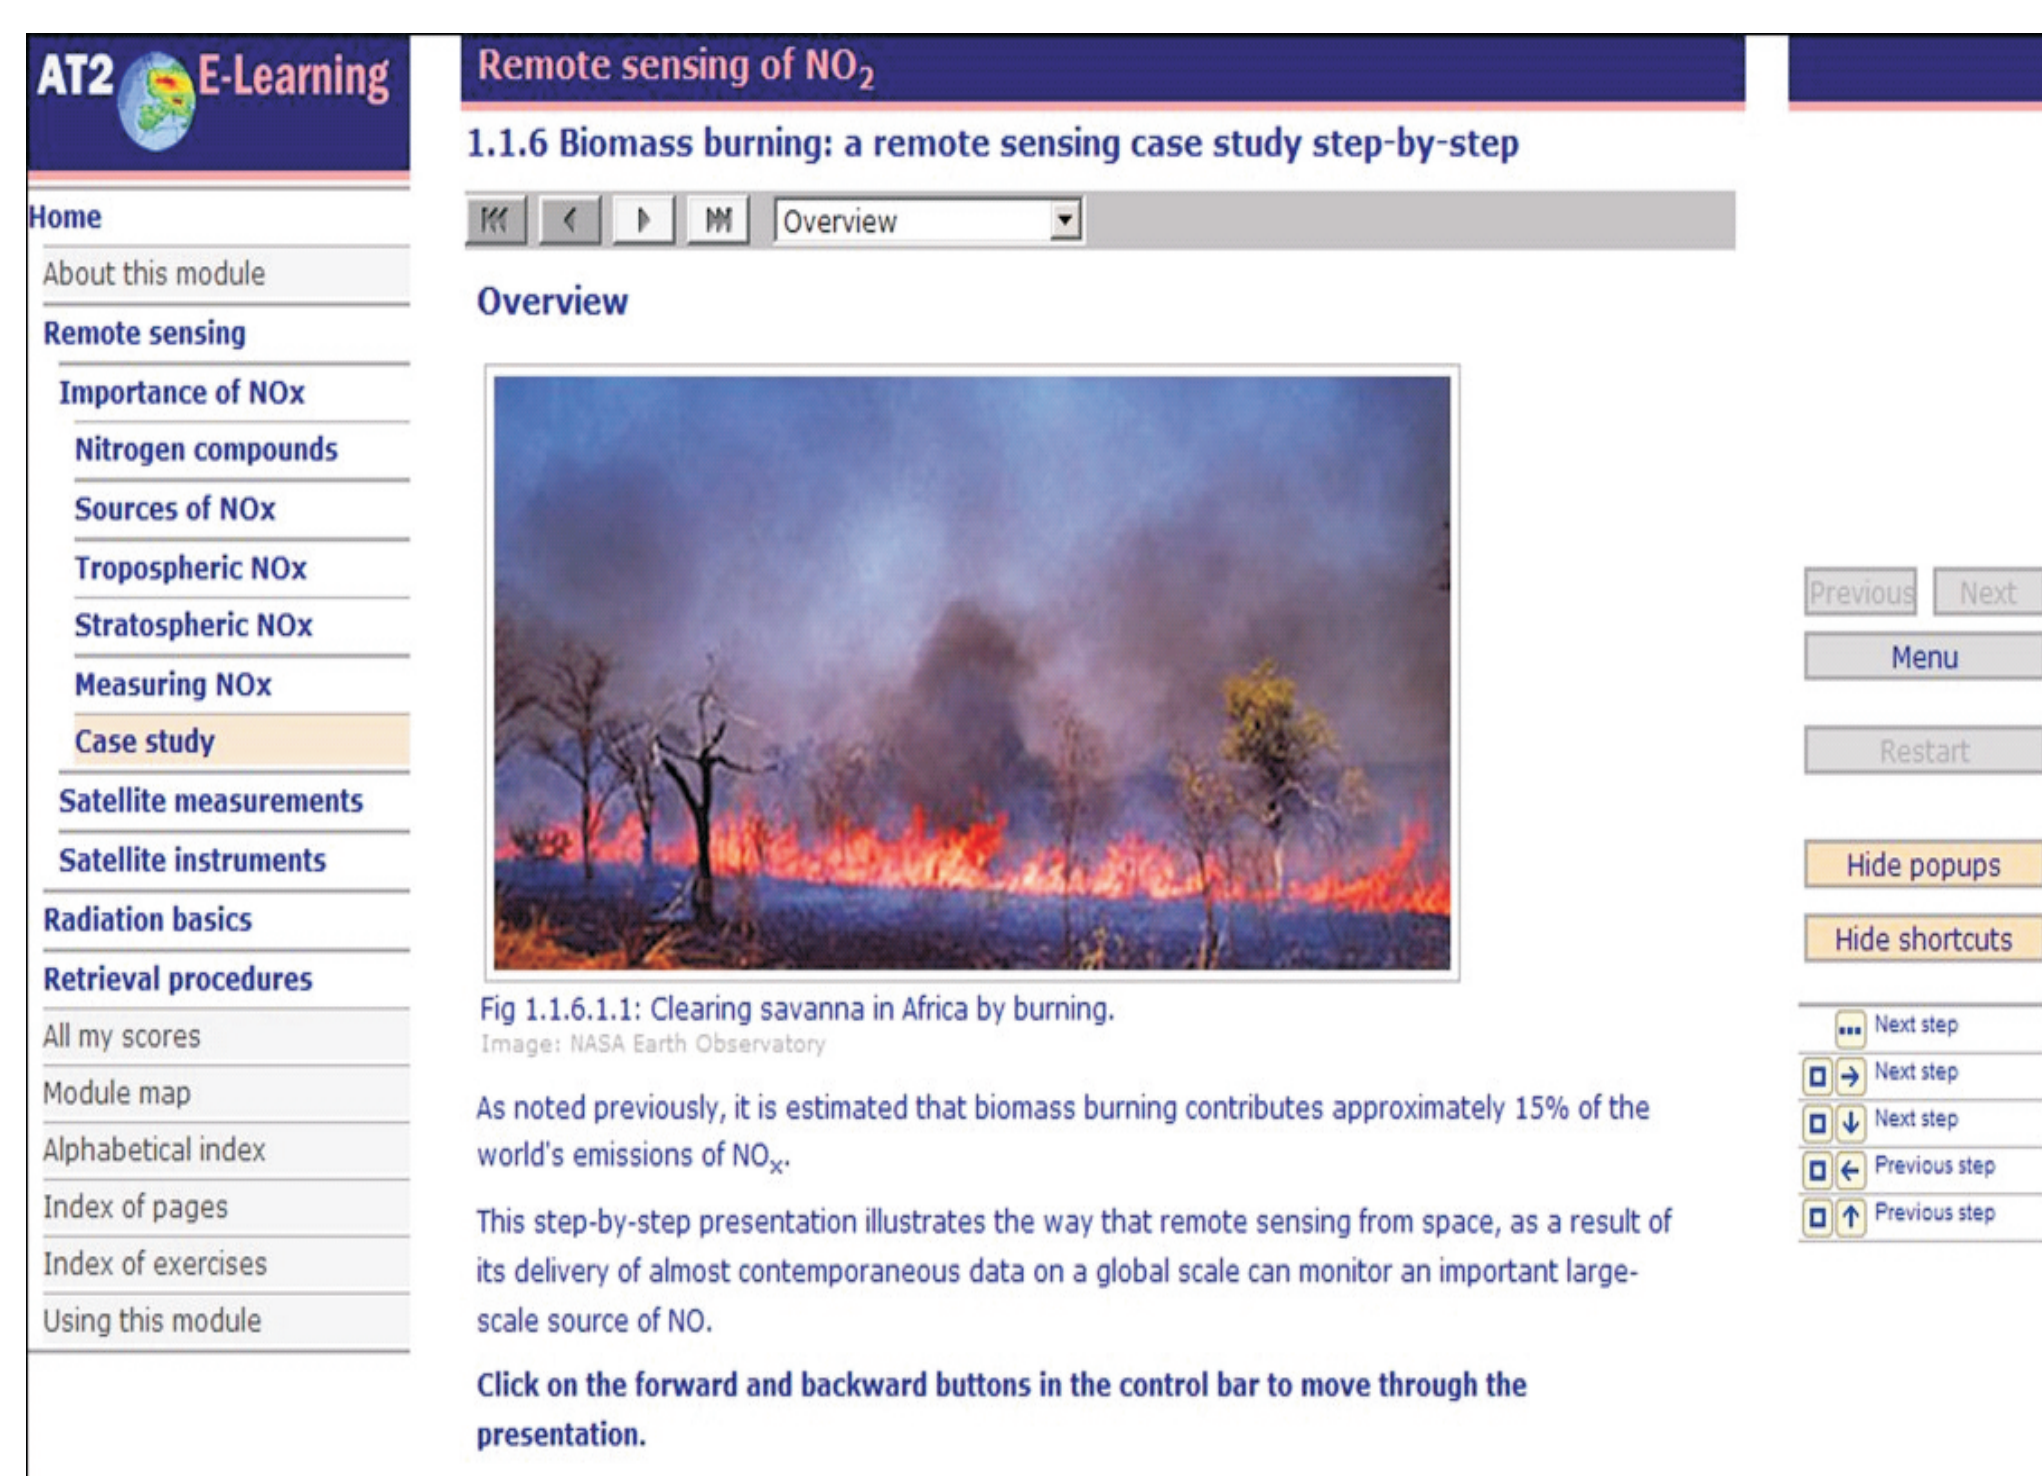 AT2 E-Learning
Home
About this module
Remote sensing
Importance of NOx
Nitrogen compounds
Sources of NOx
Tropospheric NOx
Stratospheric NOx
Measuring NOx
Case study
Satellite measurements
Satellite instruments
Radiation basics
Retrieval procedures
All my scores
Module map
Alphabetical index
Index of pages
Index of exercises
Using this module
Remote sensing of NO₂
1.1.6 Biomass burning: a remote sensing case study step-by-step
Overview
Overview
Fig 1.1.6.1.1: Clearing savanna in Africa by burning.
Image: NASA Earth Observatory
As noted previously, it is estimated that biomass burning contributes approximately 15% of the
world's emissions of NOₓ.
This step-by-step presentation illustrates the way that remote sensing from space, as a result of
its delivery of almost contemporaneous data on a global scale can monitor an important large-
scale source of NO.
Click on the forward and backward buttons in the control bar to move through the
presentation.
Previous Next
Menu
Restart
Hide popups
Hide shortcuts
Next step
Next step
Next step
Previous step
Previous step